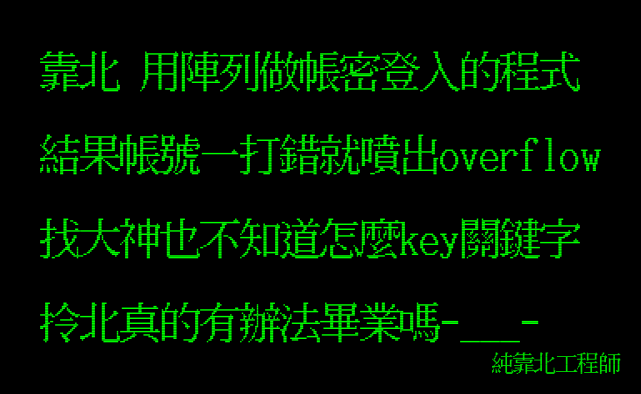 靠北 用陣列做帳密登入的程式
結果帳號一打錯就噴出overflow
找大神也不知道怎麼key關鍵字
拎北真的有辦法畢業嗎-___-
純靠北工程師